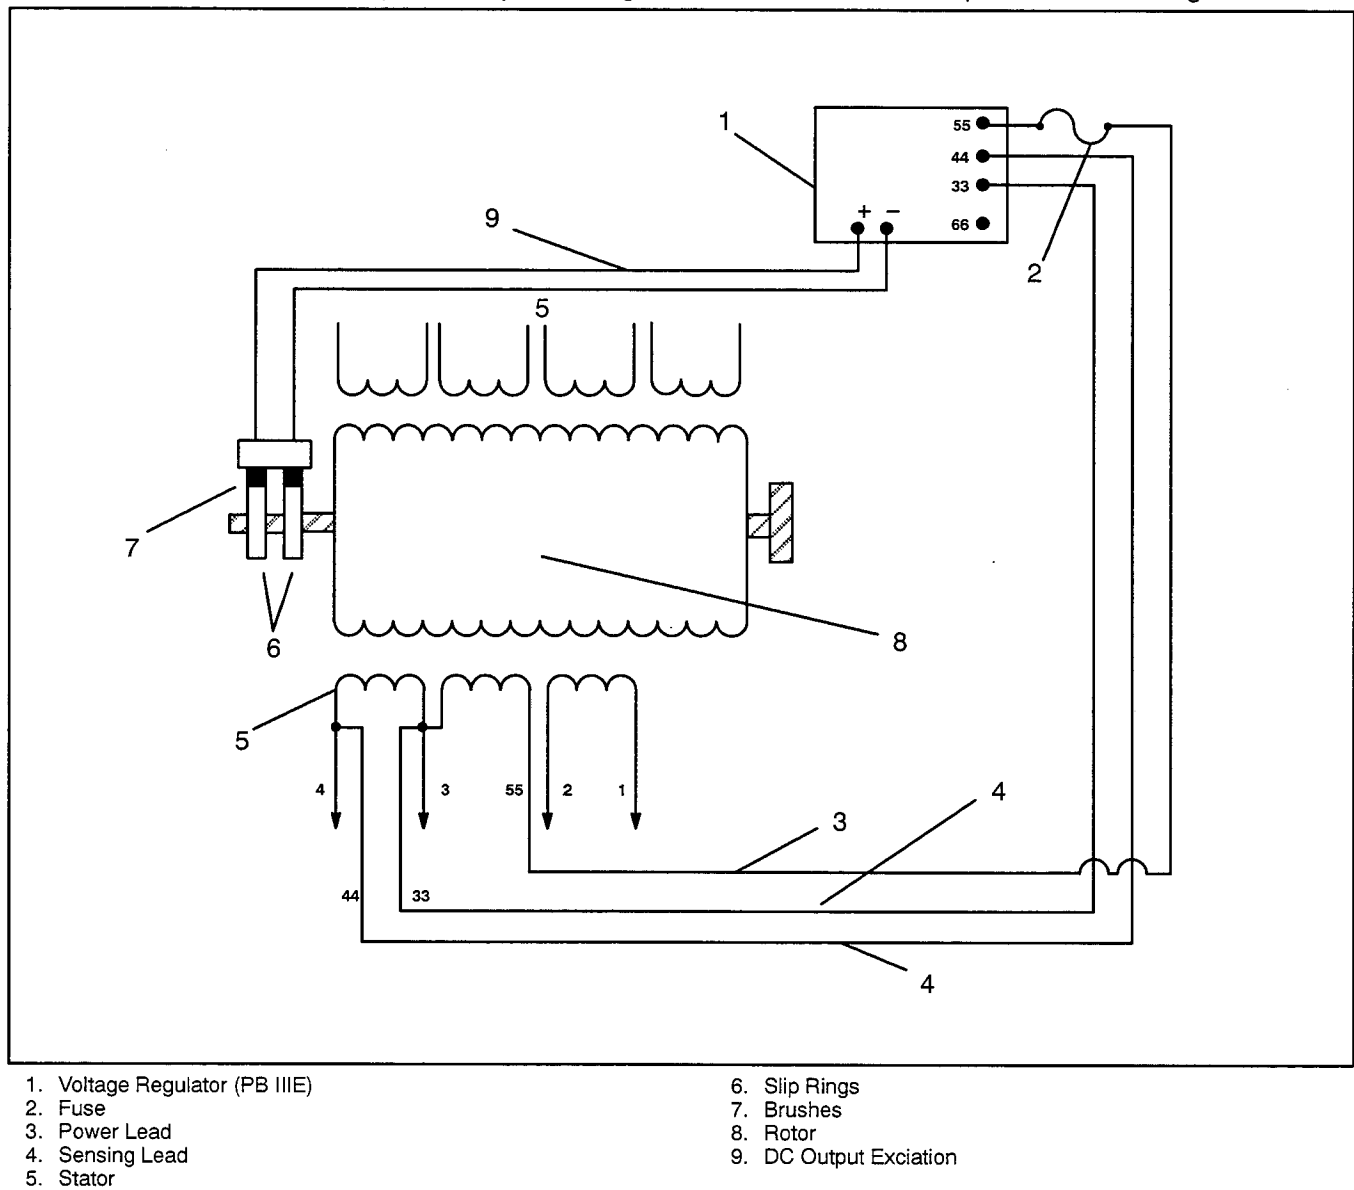 1
55
44
33
66
+ −
2
9
5
7
6
8
5
4
3
55
2
1
4
3
44
33
4
1. Voltage Regulator (PB IIIE)
2. Fuse
3. Power Lead
4. Sensing Lead
5. Stator
6. Slip Rings
7. Brushes
8. Rotor
9. DC Output Exciation